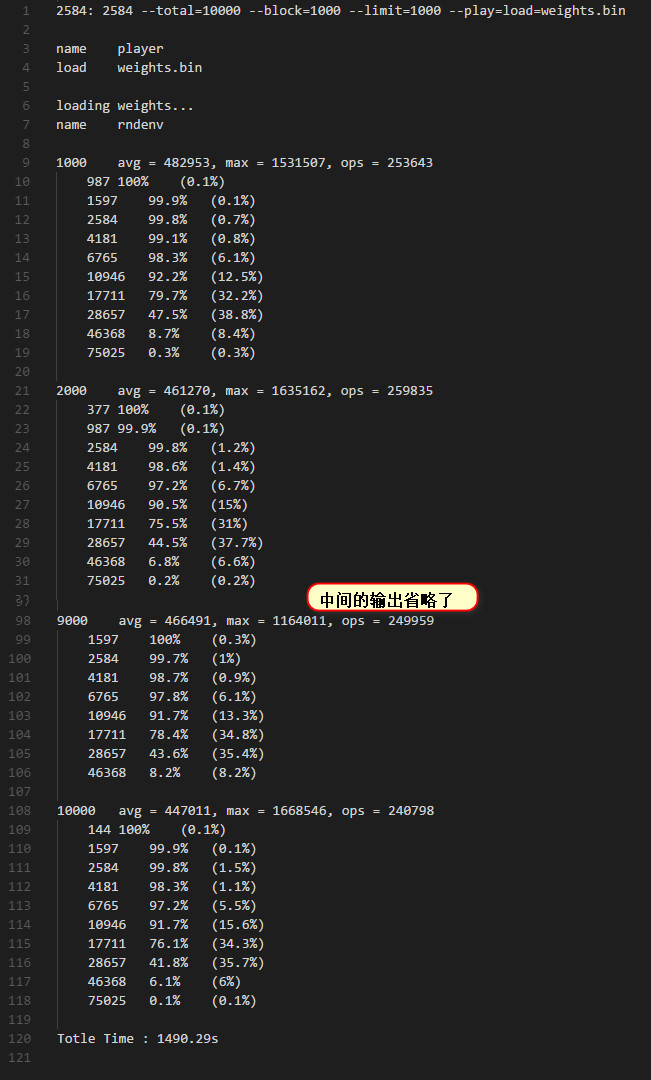 1 2584: 2584 --total=10000 --block=1000 --limit=1000 --play=load=weights.bin
2
3 name player
4 load weights.bin
5
6 loading weights...
7 name rndenv
8
9 1000 avg = 482953, max = 1531507, ops = 253643
10 987 100% (0.1%)
11 1597 99.9% (0.1%)
12 2584 99.8% (0.7%)
13 4181 99.1% (0.8%)
14 6765 98.3% (6.1%)
15 10946 92.2% (12.5%)
16 17711 79.7% (32.2%)
17 28657 47.5% (38.8%)
18 46368 8.7% (8.4%)
19 75025 0.3% (0.3%)
20
21 2000 avg = 461270, max = 1635162, ops = 259835
22 377 100% (0.1%)
23 987 99.9% (0.1%)
24 2584 99.8% (1.2%)
25 4181 98.6% (1.4%)
26 6765 97.2% (6.7%)
27 10946 90.5% (15%)
28 17711 75.5% (31%)
29 28657 44.5% (37.7%)
30 46368 6.8% (6.6%)
31 75025 0.2% (0.2%)
中间的输出省略了
98 9000 avg = 466491, max = 1164011, ops = 249959
99 1597 100% (0.3%)
100 2584 99.7% (1%)
101 4181 98.7% (0.9%)
102 6765 97.8% (6.1%)
103 10946 91.7% (13.3%)
104 17711 78.4% (34.8%)
105 28657 43.6% (35.4%)
106 46368 8.2% (8.2%)
107
108 10000 avg = 447011, max = 1668546, ops = 240798
109 144 100% (0.1%)
110 1597 99.9% (0.1%)
111 2584 99.8% (1.5%)
112 4181 98.3% (1.1%)
113 6765 97.2% (5.5%)
114 10946 91.7% (15.6%)
115 17711 76.1% (34.3%)
116 28657 41.8% (35.7%)
117 46368 6.1% (6%)
118 75025 0.1% (0.1%)
119
120 Totle Time : 1490.29s
121